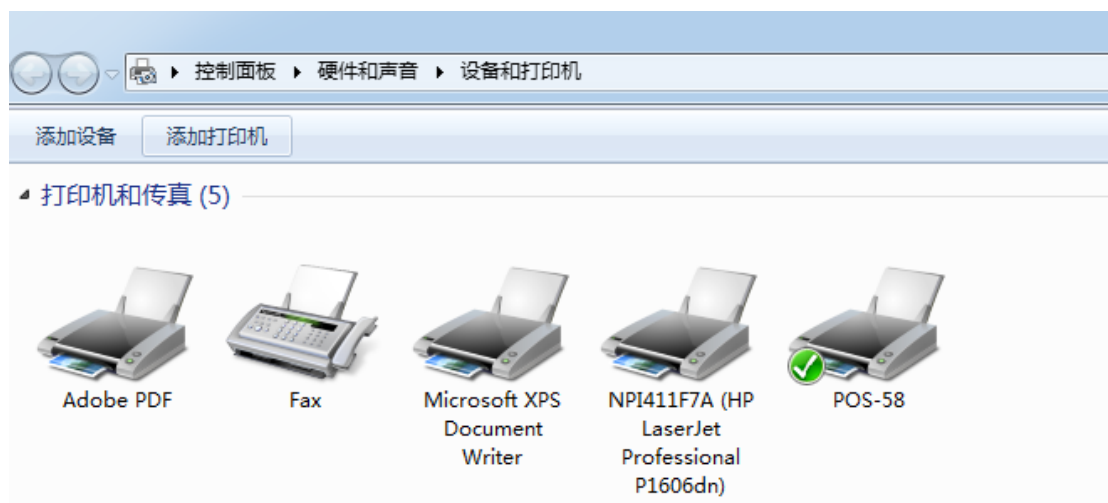 控制面板 ▸ 硬件和声音 ▸ 设备和打印机
添加设备 添加打印机
打印机和传真 (5)
Adobe PDF
Fax
Microsoft XPS
Document
Writer
NPI411F7A (HP
LaserJet
Professional
P1606dn)
POS-58